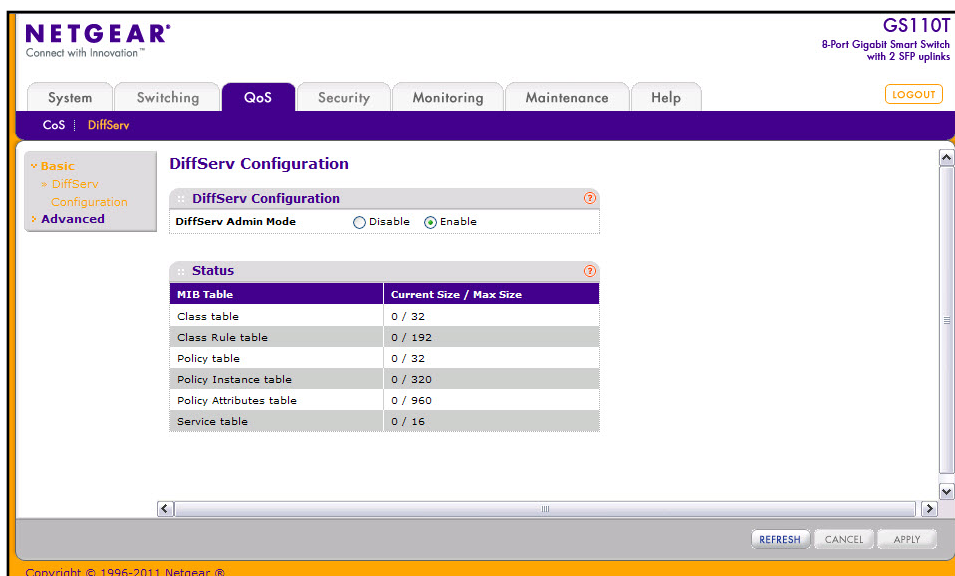 NETGEAR®
Connect with Innovation™
GS110T
8-Port Gigabit Smart Switch
with 2 SFP uplinks
System Switching QoS Security Monitoring Maintenance Help
LOGOUT
CoS DiffServ
Basic
» DiffServ
Configuration
Advanced
DiffServ Configuration
DiffServ Configuration ?
DiffServ Admin Mode Disable Enable
Status ?
MIB Table Current Size / Max Size
Class table 0 / 32
Class Rule table 0 / 192
Policy table 0 / 32
Policy Instance table 0 / 320
Policy Attributes table 0 / 960
Service table 0 / 16
REFRESH CANCEL APPLY
Copyright © 1996-2011 Netgear ®